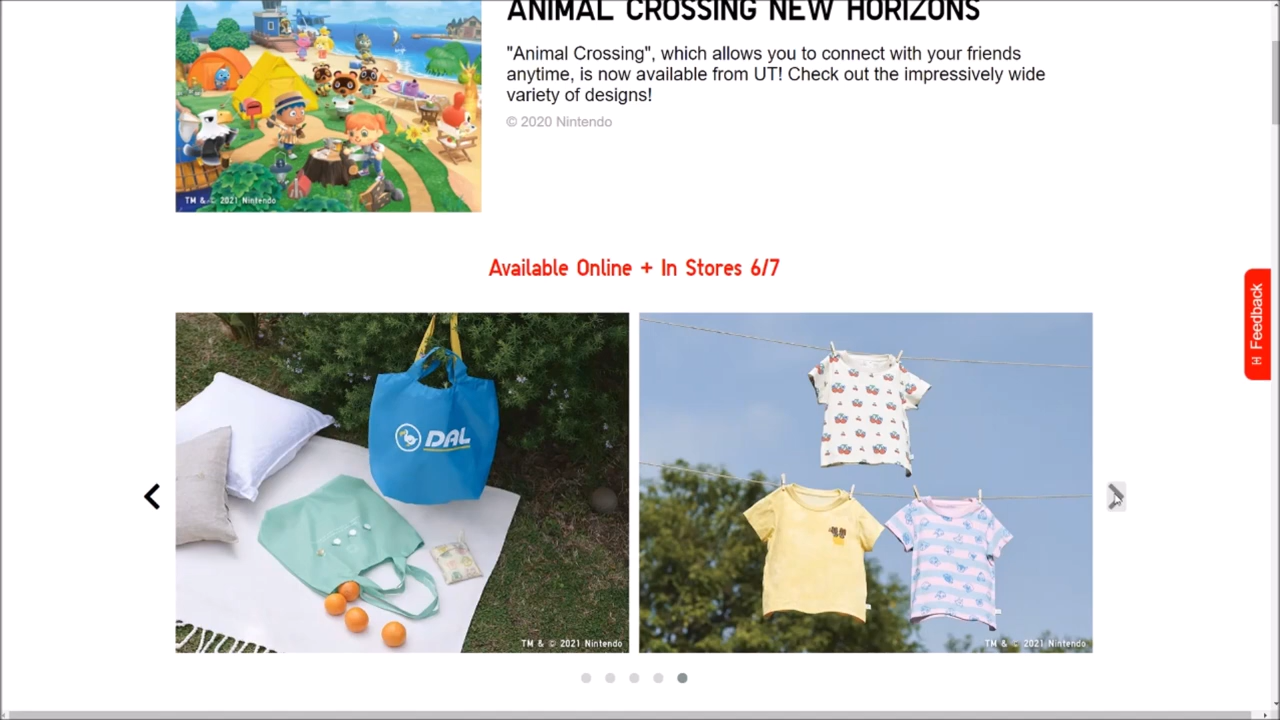 ANIMAL CROSSING NEW HORIZONS
"Animal Crossing", which allows you to connect with your friends
anytime, is now available from UT! Check out the impressively wide
variety of designs!
© 2020 Nintendo
TM & © 2021 Nintendo
Available Online + In Stores 6/7
Feedback
DAL
TM & © 2021 Nintendo
TM & © 2021 Nintendo